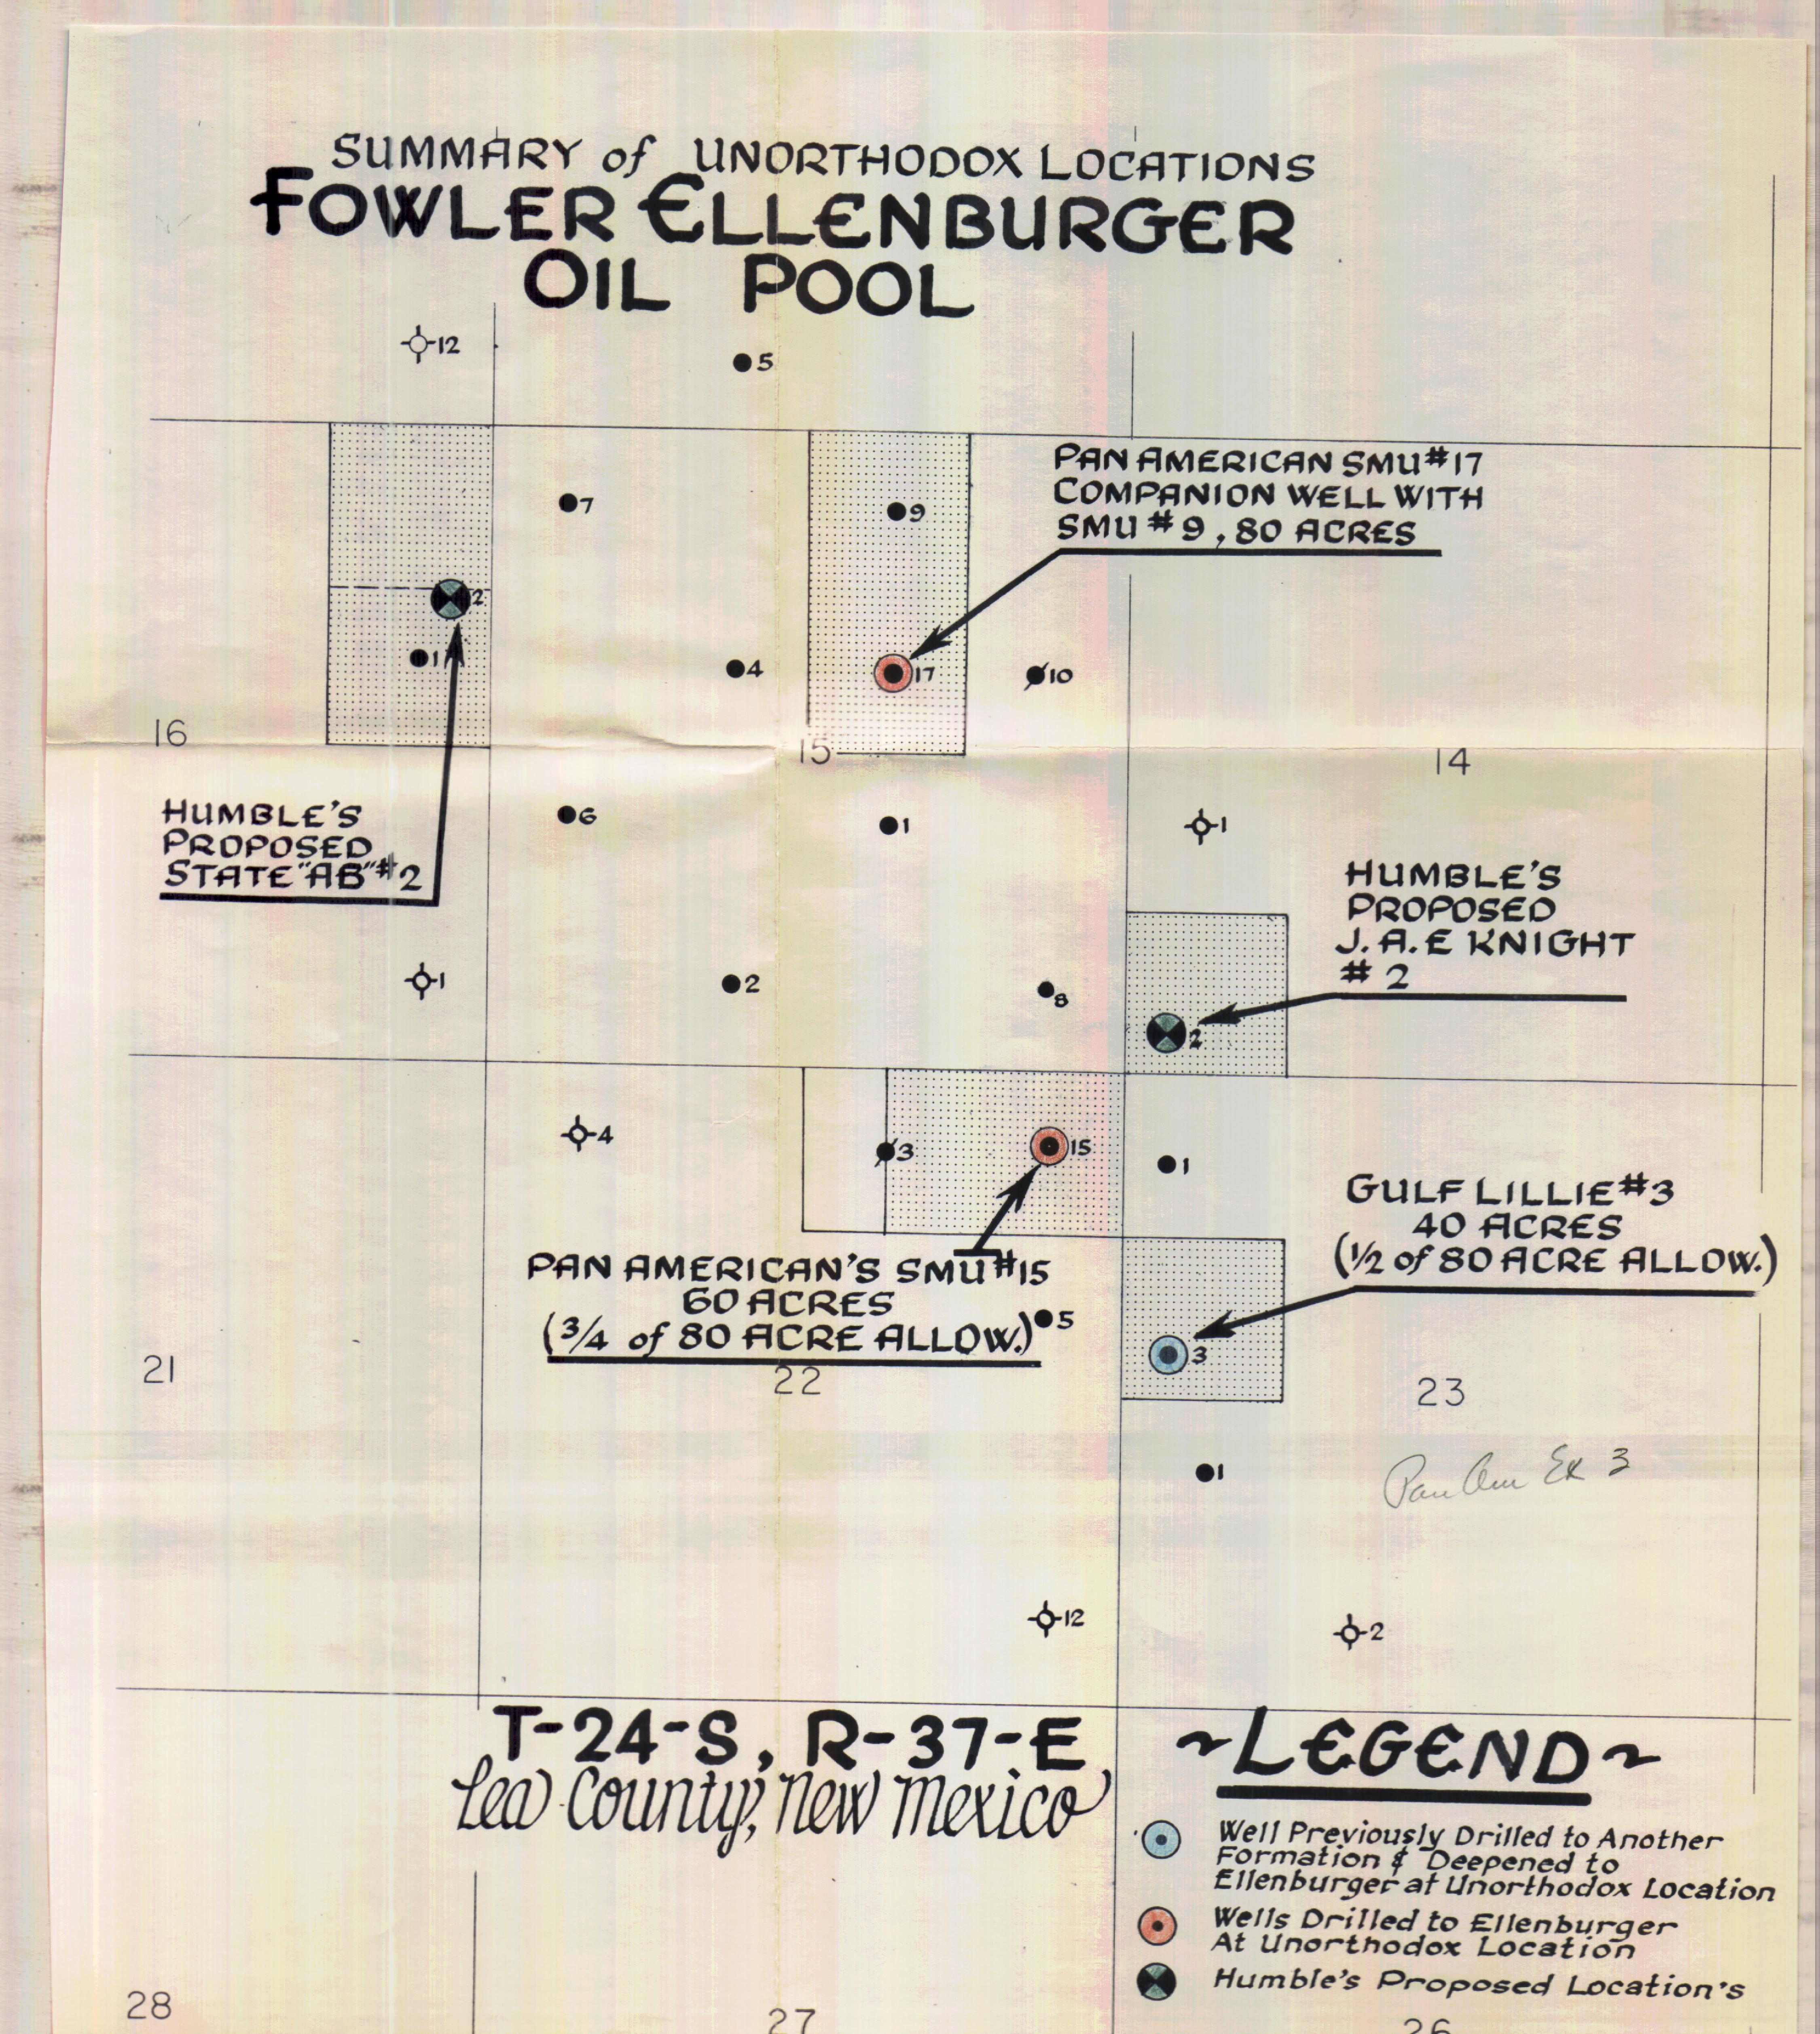 SUMMARY of UNORTHODOX LOCATIONS
FOWLER ELLENBURGER
OIL POOL
12
5
PAN AMERICAN SMU #17
COMPANION WELL WITH
SMU #9, 80 ACRES
7
9
2
1
4
17
10
16
15
14
HUMBLE'S
PROPOSED
STATE "AB" #2
6
1
1
HUMBLE'S
PROPOSED
J. A. E KNIGHT
# 2
1
2
8
2
4
3
15
1
GULF LILLIE #3
40 ACRES
(1/2 of 80 ACRE ALLOW.)
PAN AMERICAN'S SMU #15
60 ACRES
(3/4 of 80 ACRE ALLOW.)
5
3
21
22
23
1
Pan Am Ex 3
12
2
T-24-S, R-37-E
Lea County, New Mexico
~LEGEND~
Well Previously Drilled to Another
Formation & Deepened to
Ellenburger at Unorthodox Location
Wells Drilled to Ellenburger
At Unorthodox Location
Humble's Proposed Location's
28
27
26